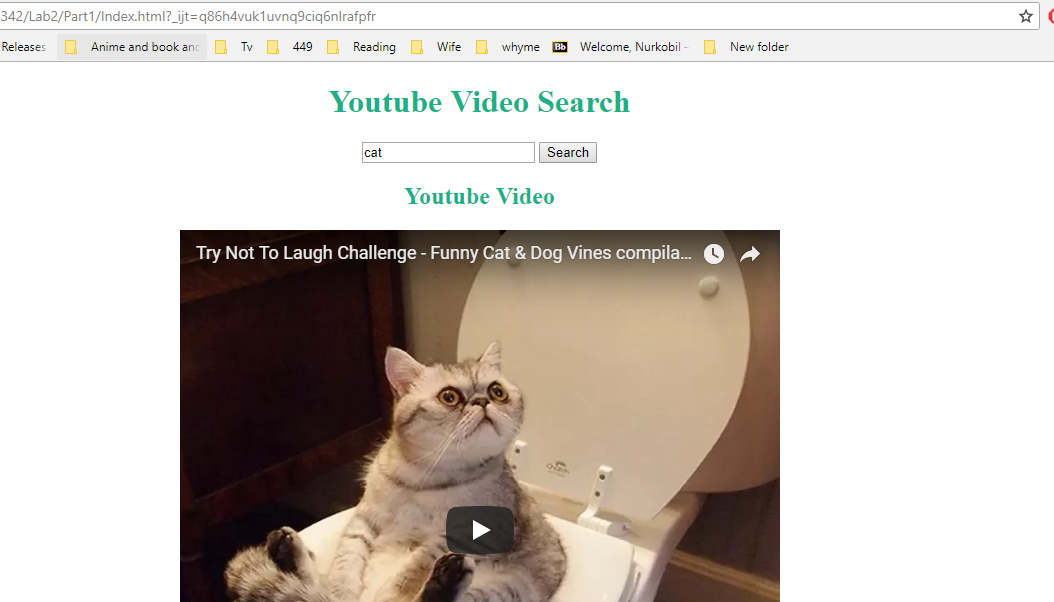 342/Lab2/Part1/Index.html?_ijt=q86h4vuk1uvnq9ciq6nlrafpfr
Releases Anime and book and Tv 449 Reading Wife whyme Bb Welcome, Nurkobil – New folder
Youtube Video Search
cat Search
Youtube Video
Try Not To Laugh Challenge - Funny Cat & Dog Vines compila...
Church